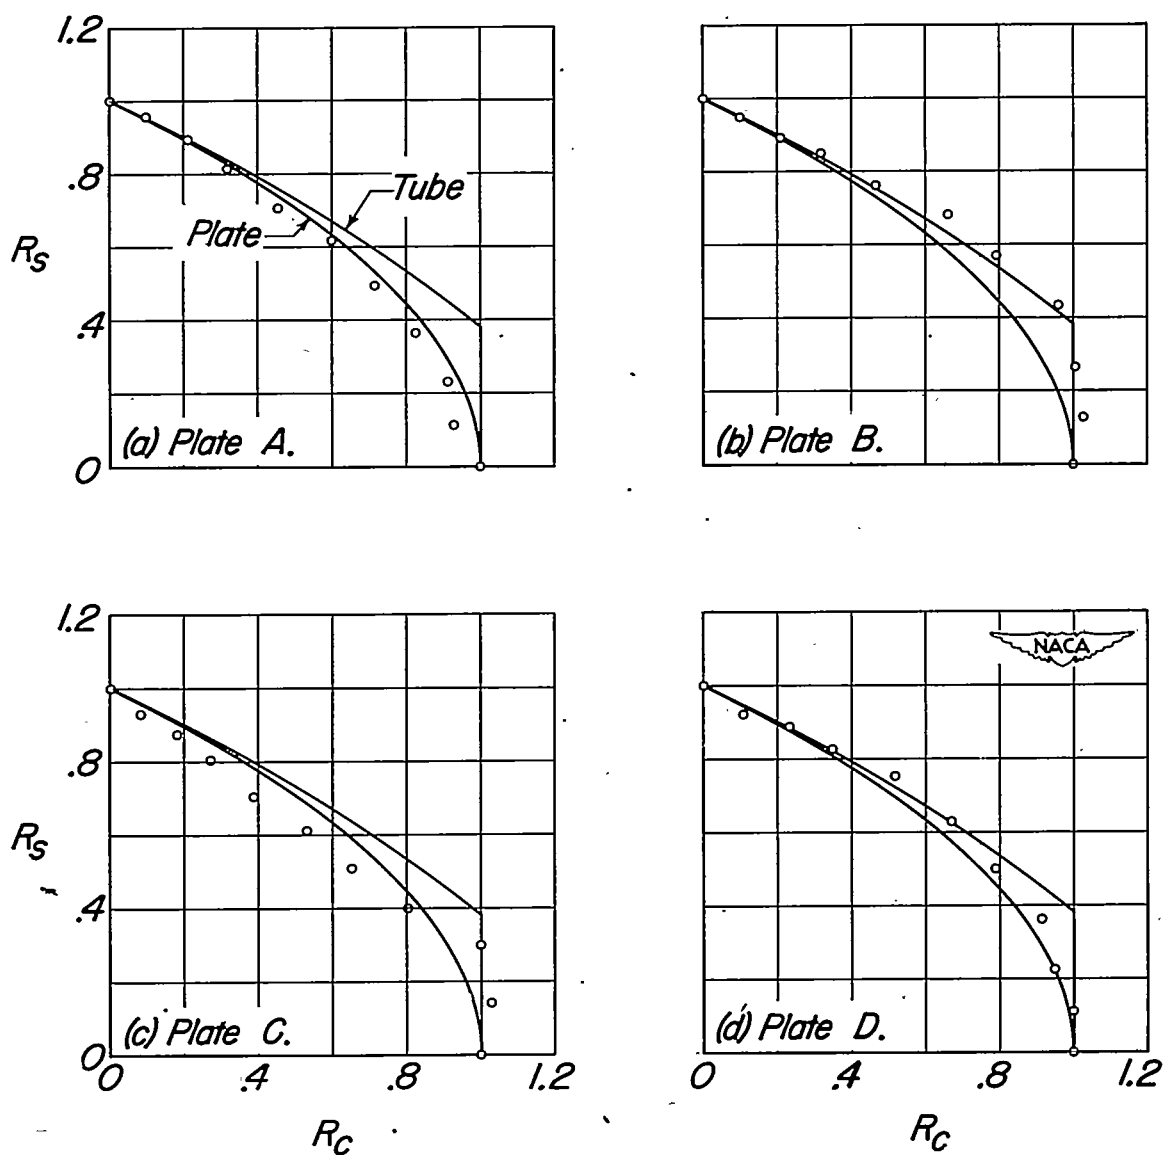 1.2
.8
Rs
.4
0
Tube
Plate
(a) Plate A.
(b) Plate B.
1.2
.8
Rs
.4
0
NACA
(c) Plate C.
(d) Plate D.
0 .4 .8 1.2
0 .4 .8 1.2
Rc
Rc